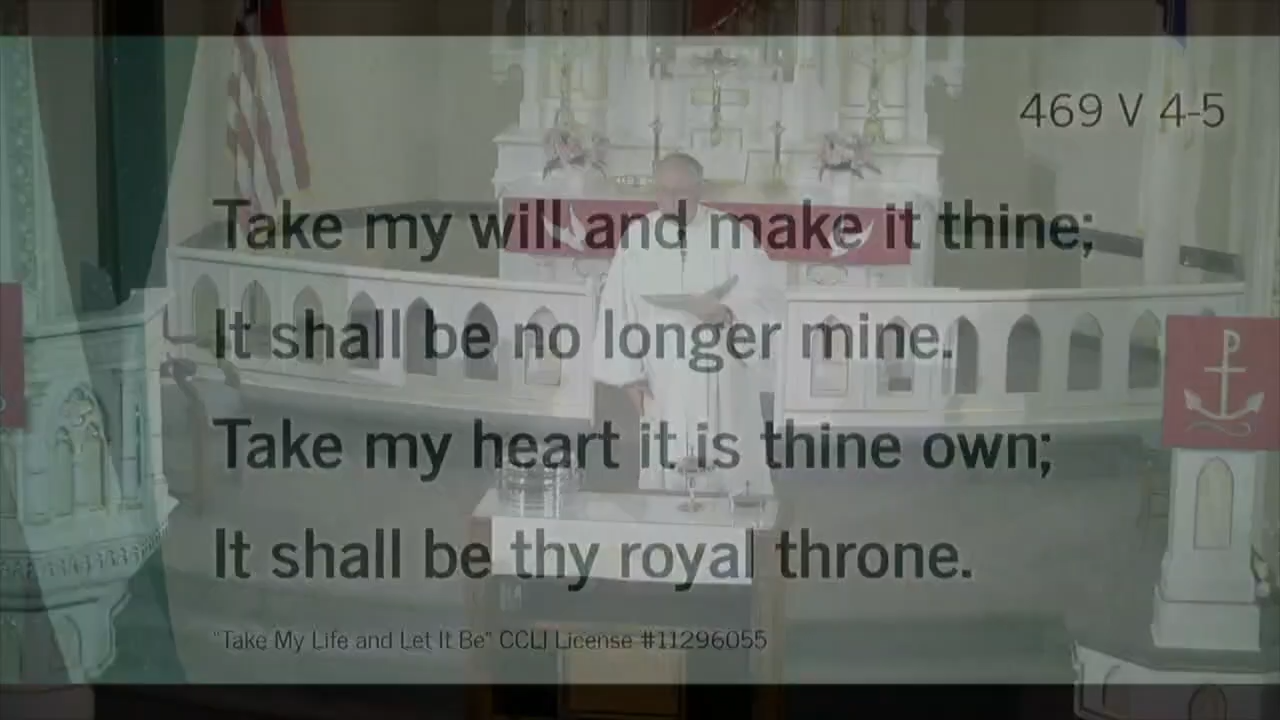 469 V 4-5
Take my will and make it thine;
It shall be no longer mine.
Take my heart it is thine own;
It shall be thy royal throne.
"Take My Life and Let It Be" CCLI License #11296055